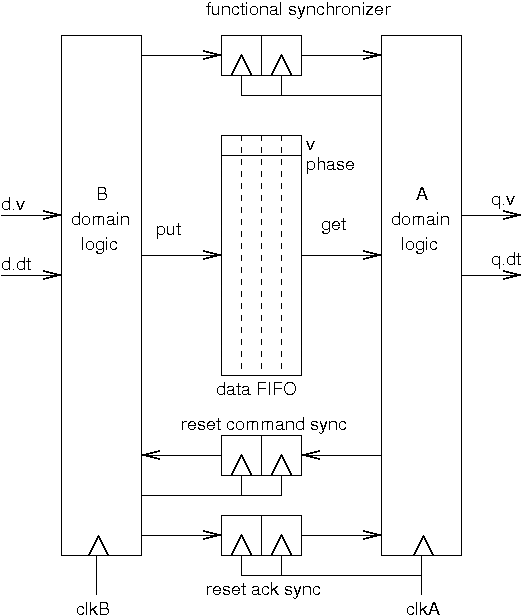 functional synchronizer
v
phase
B
domain
logic
A
domain
logic
d.v
q.v
put
get
d.dt
q.dt
data FIFO
reset command sync
reset ack sync
clkB
clkA